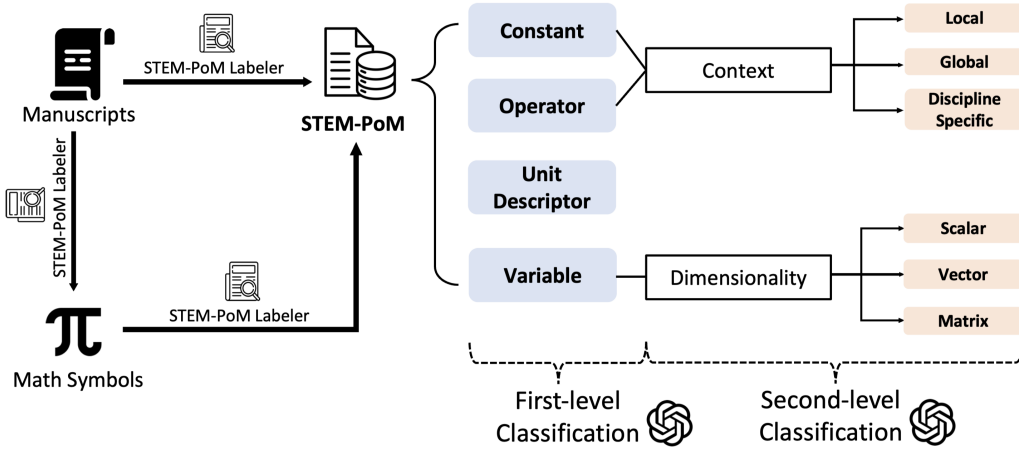 Manuscripts
STEM-PoM Labeler
STEM-PoM Labeler
STEM-PoM
π
Math Symbols
STEM-PoM Labeler
Constant
Operator
Unit
Descriptor
Variable
Context
Dimensionality
Local
Global
Discipline
Specific
Scalar
Vector
Matrix
First-level
Classification
Second-level
Classification